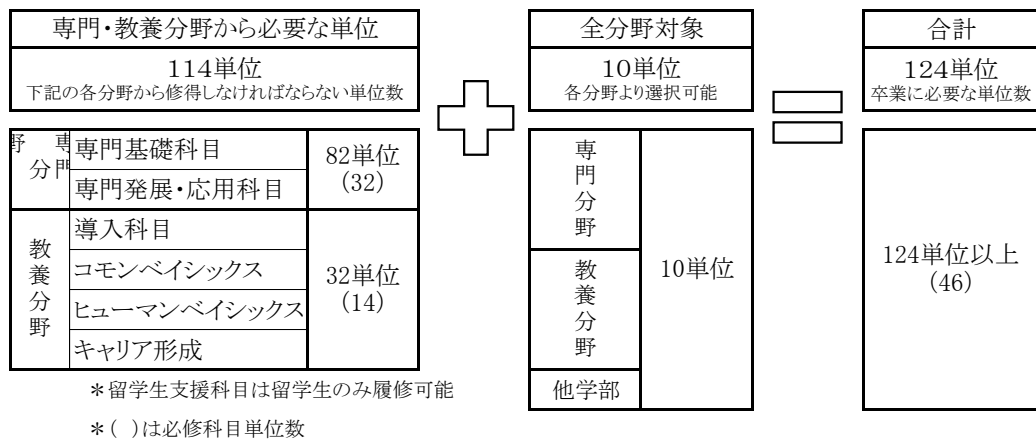 専門・教養分野から必要な単位
114単位
下記の各分野から修得しなければならない単位数
専門分野
専門基礎科目
専門発展・応用科目
82単位
(32)
教養分野
導入科目
コモンベイシックス
ヒューマンベイシックス
キャリア形成
32単位
(14)
＊留学生支援科目は留学生のみ履修可能
＊( )は必修科目単位数
全分野対象
10単位
各分野より選択可能
専門分野
教養分野
他学部
10単位
合計
124単位
卒業に必要な単位数
124単位以上
(46)